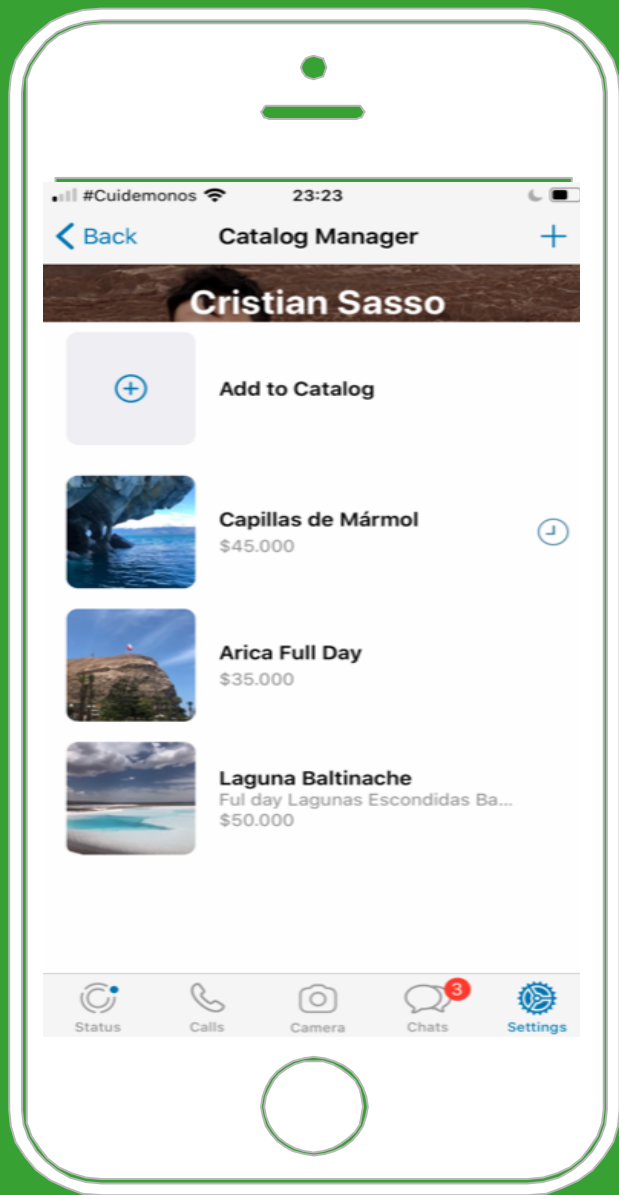 #Cuidemonos 23:23
Back Catalog Manager
Cristian Sasso
Add to Catalog
Capillas de Mármol
$45.000
Arica Full Day
$35.000
Laguna Baltinache
Ful day Lagunas Escondidas Ba...
$50.000
3
Status Calls Camera Chats Settings